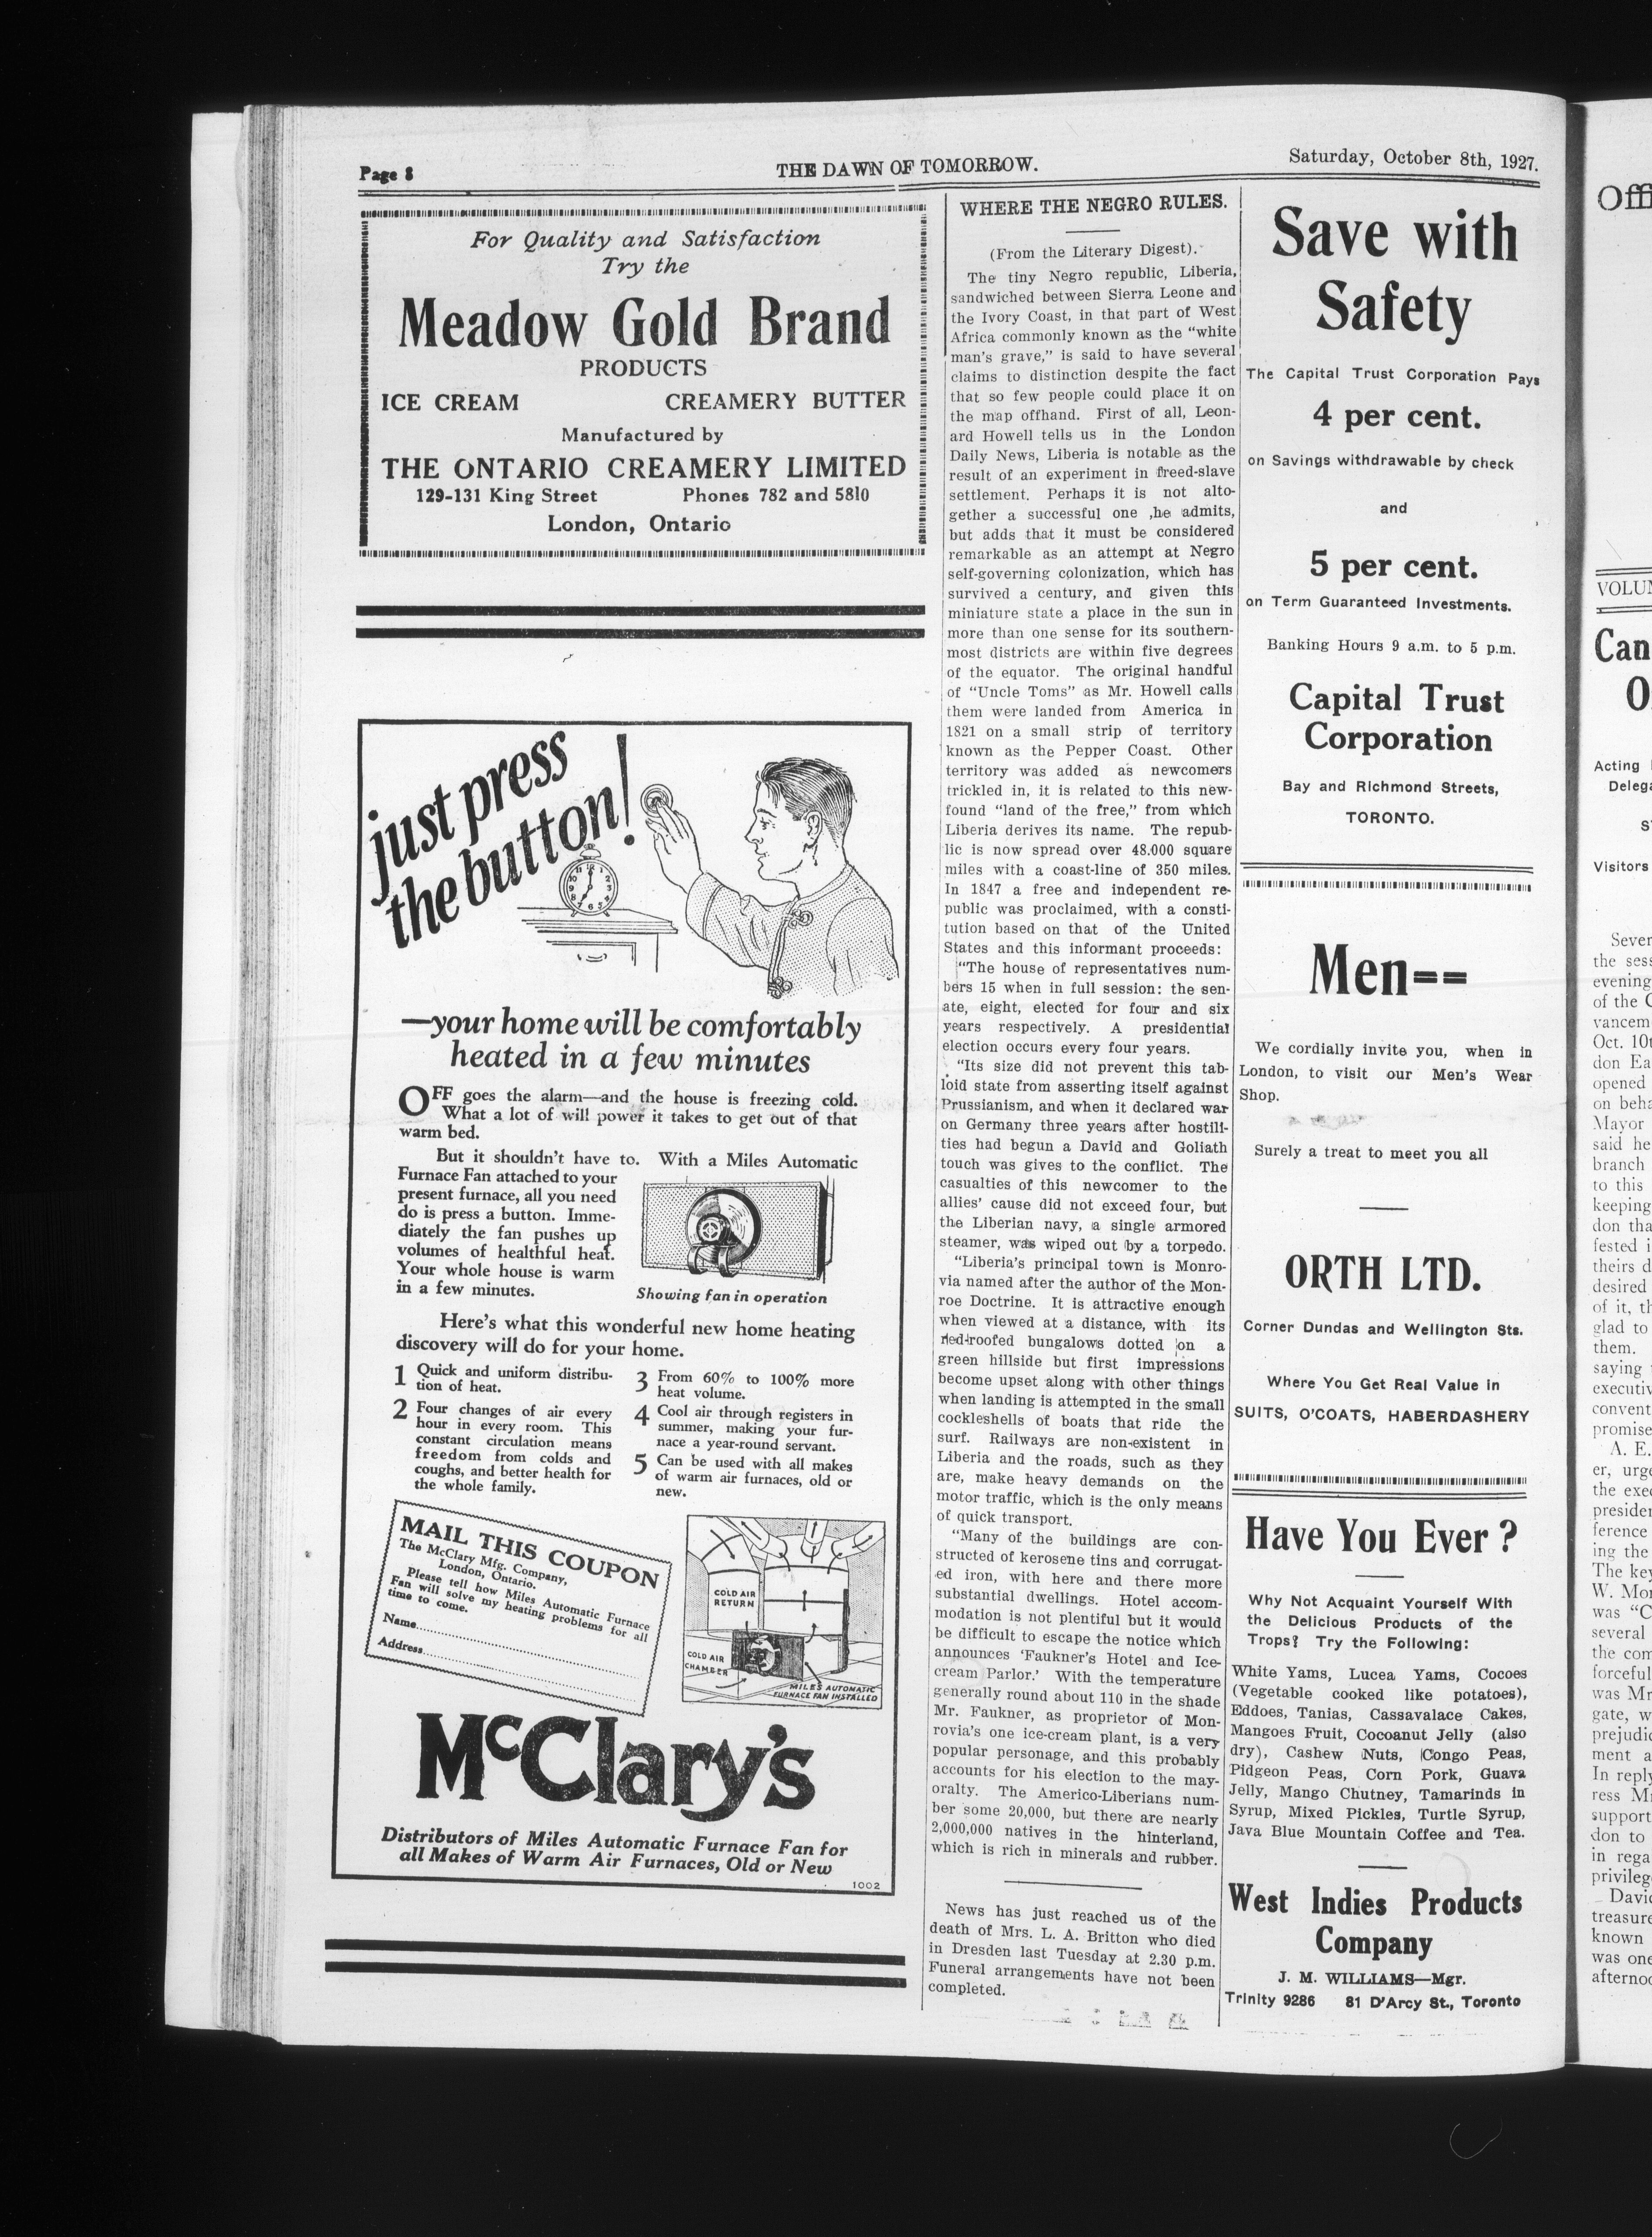 Page 8
THE DAWN OF TOMORROW.
Saturday, October 8th, 1927.
For Quality and Satisfaction
Try the
Meadow Gold Brand
PRODUCTS
ICE CREAM CREAMERY BUTTER
Manufactured by
THE ONTARIO CREAMERY LIMITED
129-131 King Street Phones 782 and 5810
London, Ontario
just press
the button!
—your home will be comfortably
heated in a few minutes
OFF goes the alarm—and the house is freezing cold.
What a lot of will power it takes to get out of that
warm bed.
But it shouldn't have to. With a Miles Automatic
Furnace Fan attached to your
present furnace, all you need
do is press a button. Imme-
diately the fan pushes up
volumes of healthful heat.
Your whole house is warm
in a few minutes.
Showing fan in operation
Here's what this wonderful new home heating
discovery will do for your home.
1 Quick and uniform distribu-
tion of heat.
2 Four changes of air every
hour in every room. This
constant circulation means
freedom from colds and
coughs, and better health for
the whole family.
3 From 60% to 100% more
heat volume.
4 Cool air through registers in
summer, making your fur-
nace a year-round servant.
5 Can be used with all makes
of warm air furnaces, old or
new.
MAIL THIS COUPON
The McClary Mfg. Company,
London, Ontario.
Please tell how Miles Automatic Furnace
Fan will solve my heating problems for all
time to come.
Name
Address
COLD AIR
RETURN
COLD AIR
CHAMBER
MILES AUTOMATIC
FURNACE FAN INSTALLED
McClary's
Distributors of Miles Automatic Furnace Fan for
all Makes of Warm Air Furnaces, Old or New
1002
WHERE THE NEGRO RULES.
(From the Literary Digest).
The tiny Negro republic, Liberia,
sandwiched between Sierra Leone and
the Ivory Coast, in that part of West
Africa commonly known as the "white
man's grave," is said to have several
claims to distinction despite the fact
that so few people could place it on
the map offhand. First of all, Leon-
ard Howell tells us in the London
Daily News, Liberia is notable as the
result of an experiment in freed-slave
settlement. Perhaps it is not alto-
gether a successful one ,he admits,
but adds that it must be considered
remarkable as an attempt at Negro
self-governing colonization, which has
survived a century, and given this
miniature state a place in the sun in
more than one sense for its southern-
most districts are within five degrees
of the equator. The original handful
of "Uncle Toms" as Mr. Howell calls
them were landed from America in
1821 on a small strip of territory
known as the Pepper Coast. Other
territory was added as newcomers
trickled in, it is related to this new-
found "land of the free," from which
Liberia derives its name. The repub-
lic is now spread over 48.000 square
miles with a coast-line of 350 miles.
In 1847 a free and independent re-
public was proclaimed, with a consti-
tution based on that of the United
States and this informant proceeds:
"The house of representatives num-
bers 15 when in full session: the sen-
ate, eight, elected for four and six
years respectively. A presidential
election occurs every four years.
"Its size did not prevent this tab-
loid state from asserting itself against
Prussianism, and when it declared war
on Germany three years after hostili-
ties had begun a David and Goliath
touch was gives to the conflict. The
casualties of this newcomer to the
allies' cause did not exceed four, but
the Liberian navy, a single armored
steamer, was wiped out by a torpedo.
"Liberia's principal town is Monro-
via named after the author of the Mon-
roe Doctrine. It is attractive enough
when viewed at a distance, with its
red-roofed bungalows dotted on a
green hillside but first impressions
become upset along with other things
when landing is attempted in the small
cockleshells of boats that ride the
surf. Railways are non-existent in
Liberia and the roads, such as they
are, make heavy demands on the
motor traffic, which is the only means
of quick transport.
"Many of the buildings are con-
structed of kerosene tins and corrugat-
ed iron, with here and there more
substantial dwellings. Hotel accom-
modation is not plentiful but it would
be difficult to escape the notice which
announces 'Faukner's Hotel and Ice-
cream Parlor.' With the temperature
generally round about 110 in the shade
Mr. Faukner, as proprietor of Mon-
rovia's one ice-cream plant, is a very
popular personage, and this probably
accounts for his election to the may-
oralty. The Americo-Liberians num-
ber some 20,000, but there are nearly
2,000,000 natives in the hinterland,
which is rich in minerals and rubber.
News has just reached us of the
death of Mrs. L. A. Britton who died
in Dresden last Tuesday at 2.30 p.m.
Funeral arrangements have not been
completed.
Save with
Safety
The Capital Trust Corporation Pays
4 per cent.
on Savings withdrawable by check
and
5 per cent.
on Term Guaranteed Investments.
Banking Hours 9 a.m. to 5 p.m.
Capital Trust
Corporation
Bay and Richmond Streets,
TORONTO.
Men==
We cordially invite you, when in
London, to visit our Men's Wear
Shop.
Surely a treat to meet you all
ORTH LTD.
Corner Dundas and Wellington Sts.
Where You Get Real Value in
SUITS, O'COATS, HABERDASHERY
Have You Ever ?
Why Not Acquaint Yourself With
the Delicious Products of the
Trops? Try the Following:
White Yams, Lucea Yams, Cocoes
(Vegetable cooked like potatoes),
Eddoes, Tanias, Cassavalace Cakes,
Mangoes Fruit, Cocoanut Jelly (also
dry), Cashew Nuts, Congo Peas,
Pidgeon Peas, Corn Pork, Guava
Jelly, Mango Chutney, Tamarinds in
Syrup, Mixed Pickles, Turtle Syrup,
Java Blue Mountain Coffee and Tea.
West Indies Products
Company
J. M. WILLIAMS—Mgr.
Trinity 9286 81 D'Arcy St., Toronto